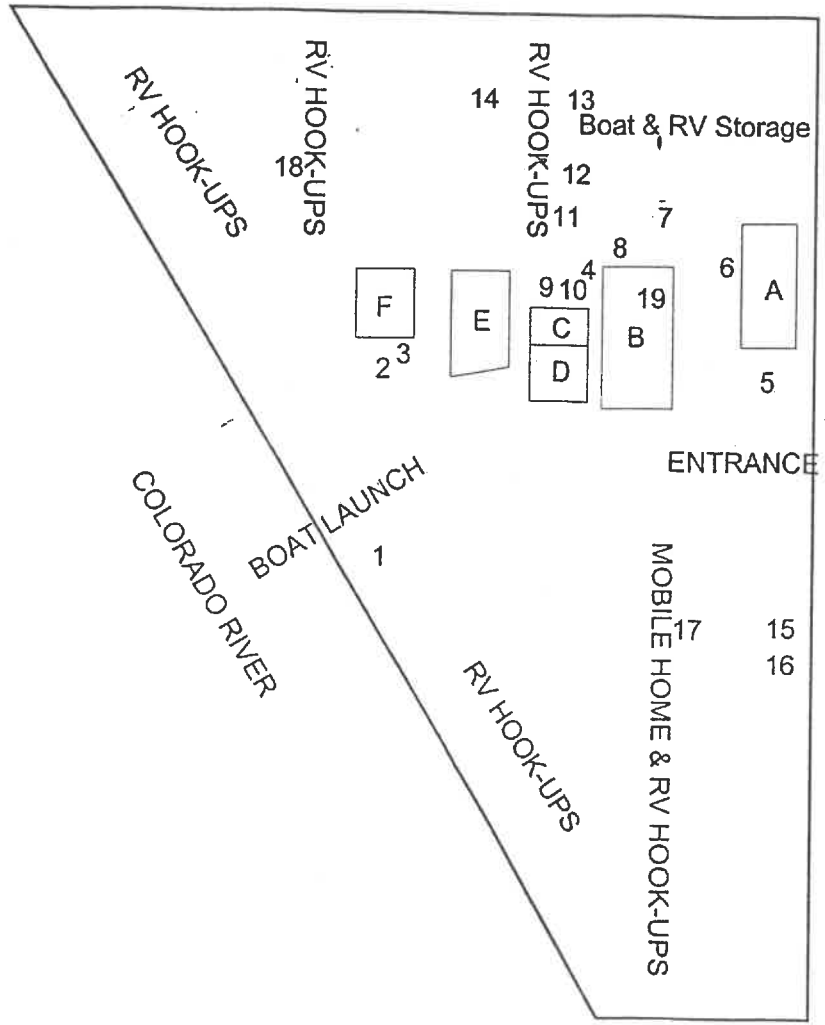 RV HOOK-UPS
RV HOOK-UPS
RV HOOK-UPS
14
13
Boat & RV Storage
18
12
11
7
8
4
6
A
9
10
19
F
E
C
B
D
2
3
5
ENTRANCE
BOAT LAUNCH
COLORADO RIVER
1
MOBILE HOME & RV HOOK-UPS
17
15
16
RV HOOK-UPS